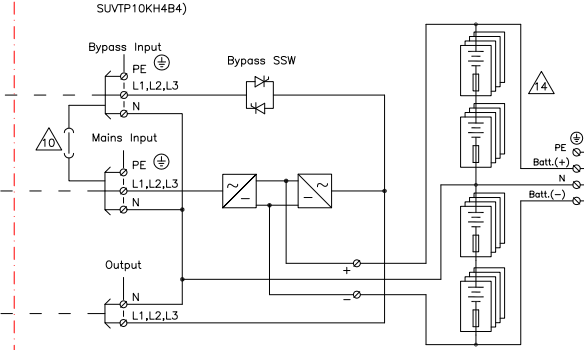 SUVTP10KH4B4)
Bypass Input
PE
L1,L2,L3
N
Bypass SSW
10
Mains Input
PE
L1,L2,L3
N
Output
N
L1,L2,L3
+
−
14
PE
Batt.(+)
N
Batt.(−)